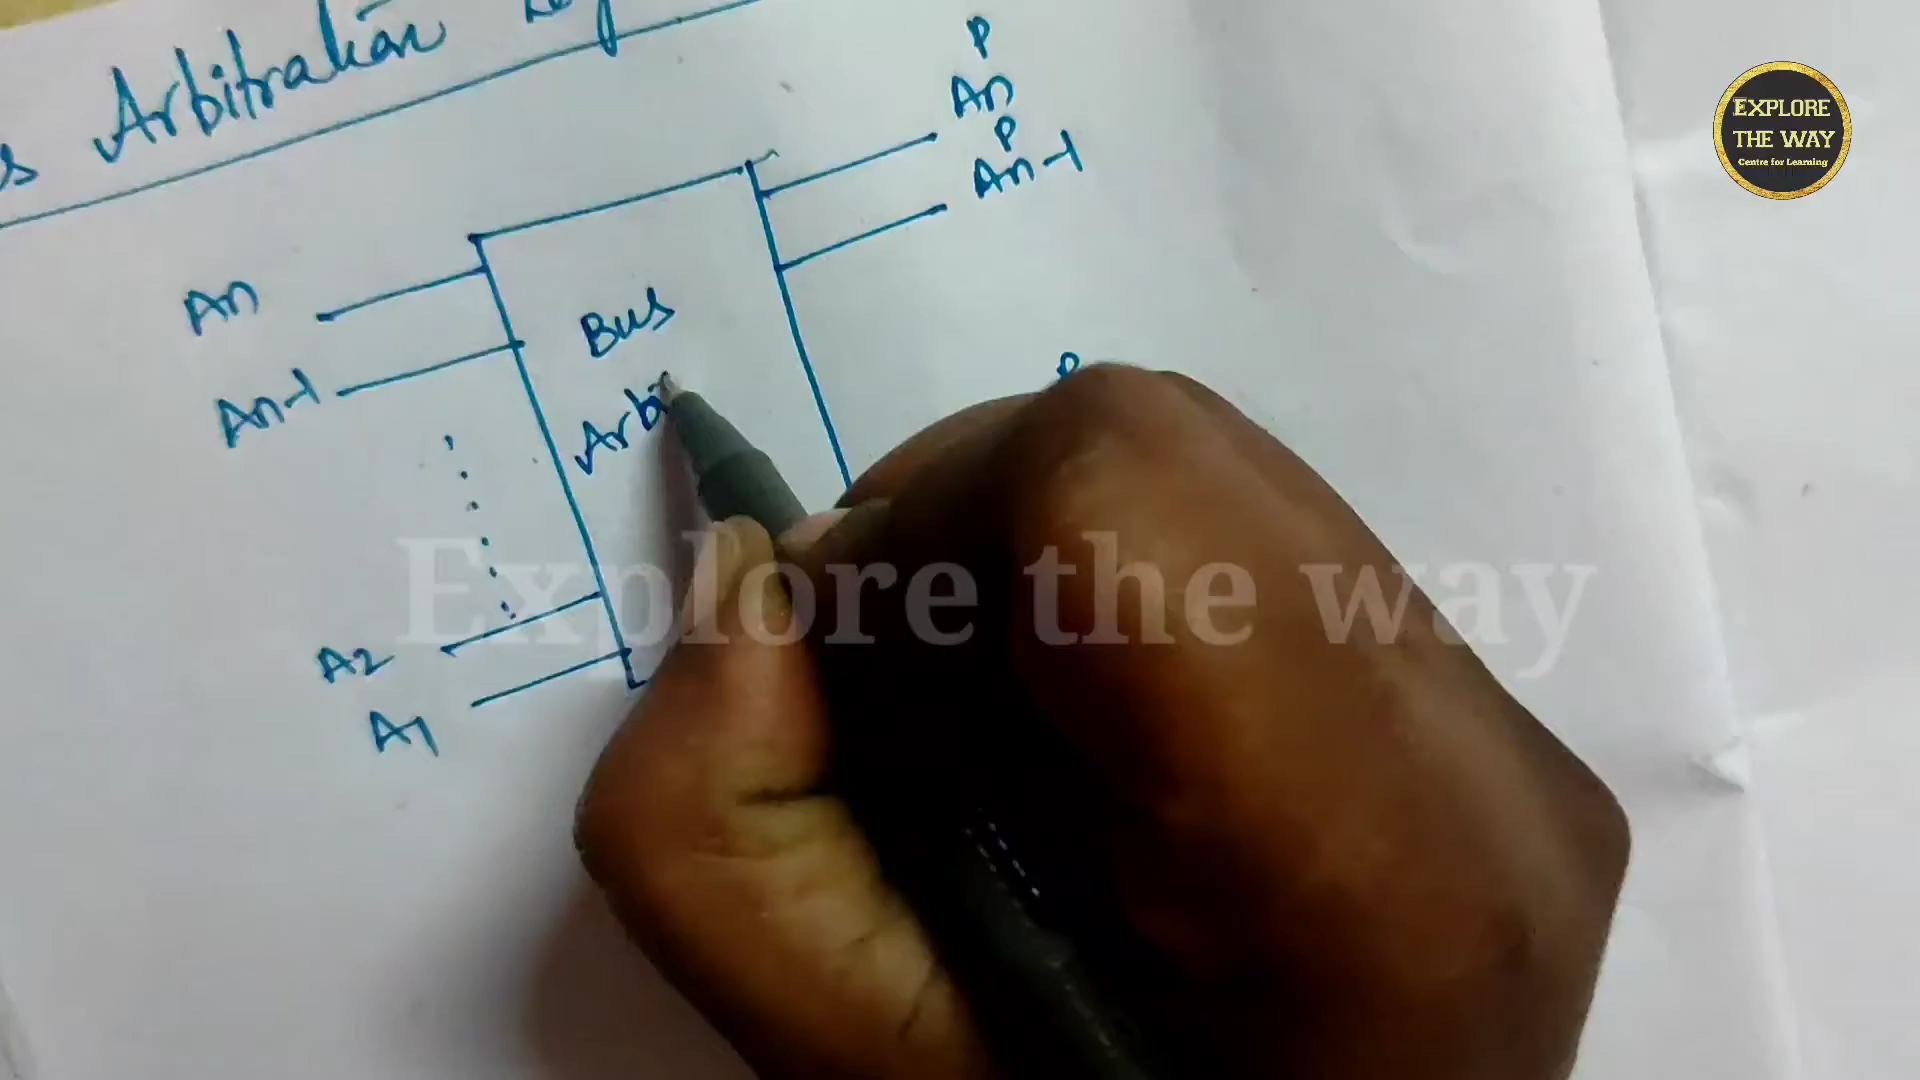 s Arbitration
P
An
P
An-1
An
An-1
Bus
Arbi
P
A2
A1
EXPLORE
THE WAY
Centre for Learning
Explore the way